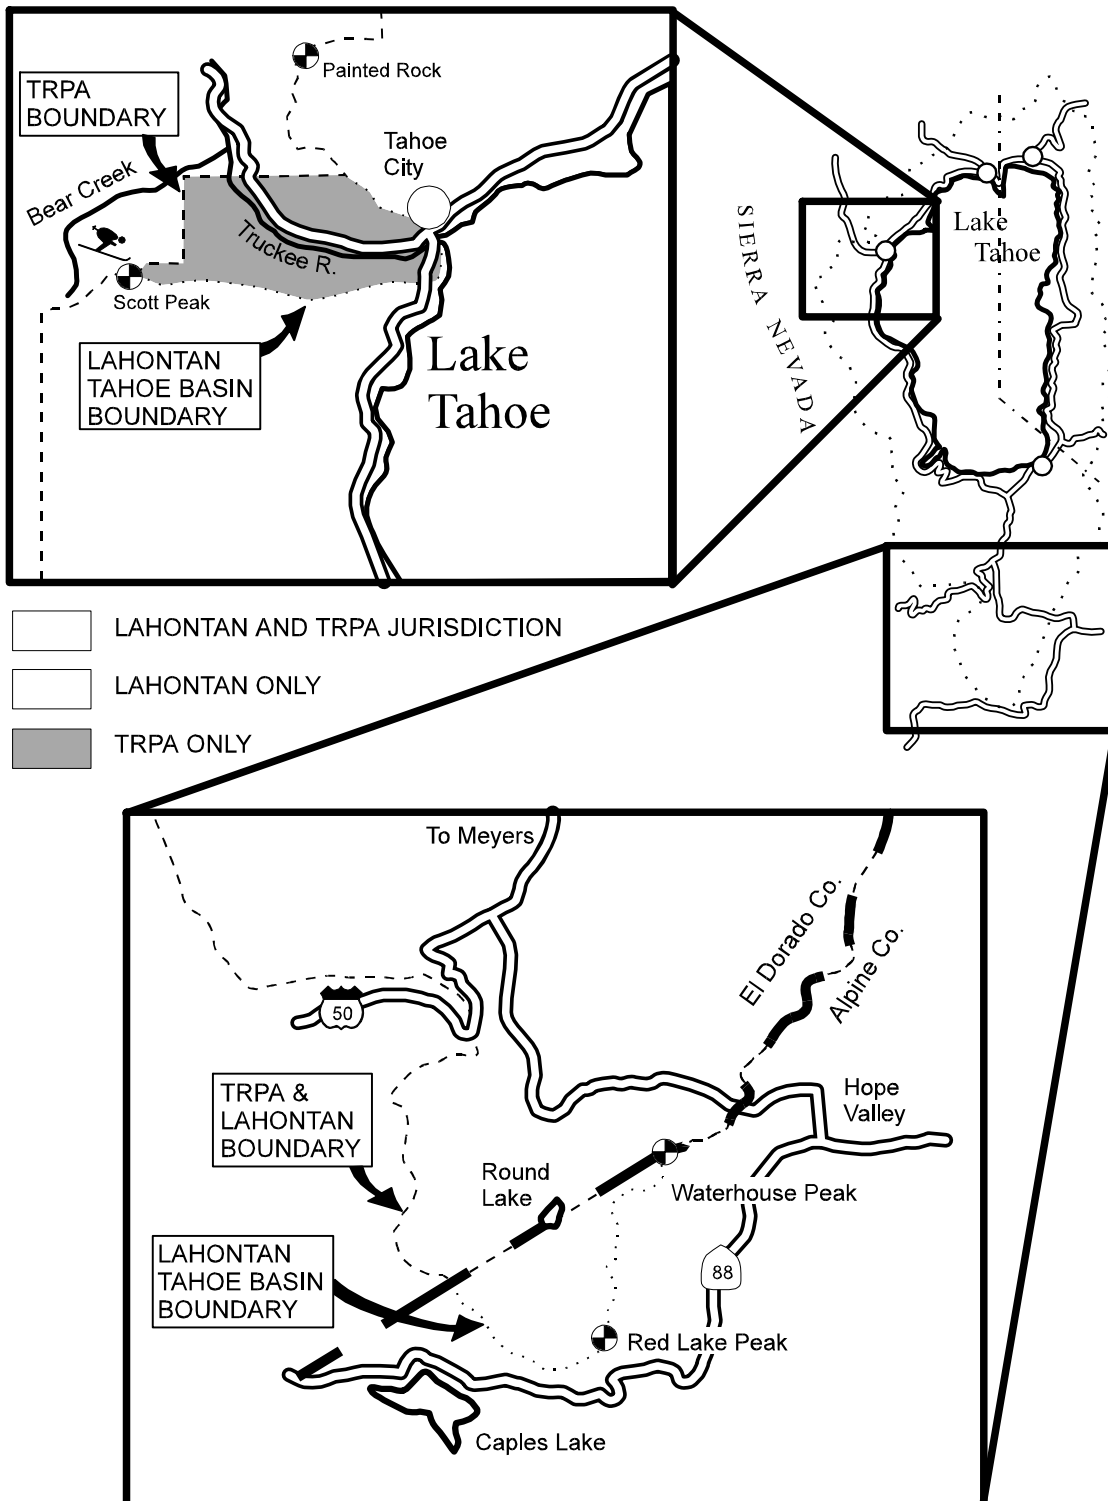 TRPA
BOUNDARY
Painted Rock
Tahoe
City
Bear Creek
Truckee R.
Scott Peak
LAHONTAN
TAHOE BASIN
BOUNDARY
Lake
Tahoe
SIERRA NEVADA
Lake
Tahoe
LAHONTAN AND TRPA JURISDICTION
LAHONTAN ONLY
TRPA ONLY
To Meyers
El Dorado Co.
Alpine Co.
50
TRPA &
LAHONTAN
BOUNDARY
Hope
Valley
Round
Lake
Waterhouse Peak
LAHONTAN
TAHOE BASIN
BOUNDARY
88
Red Lake Peak
Caples Lake